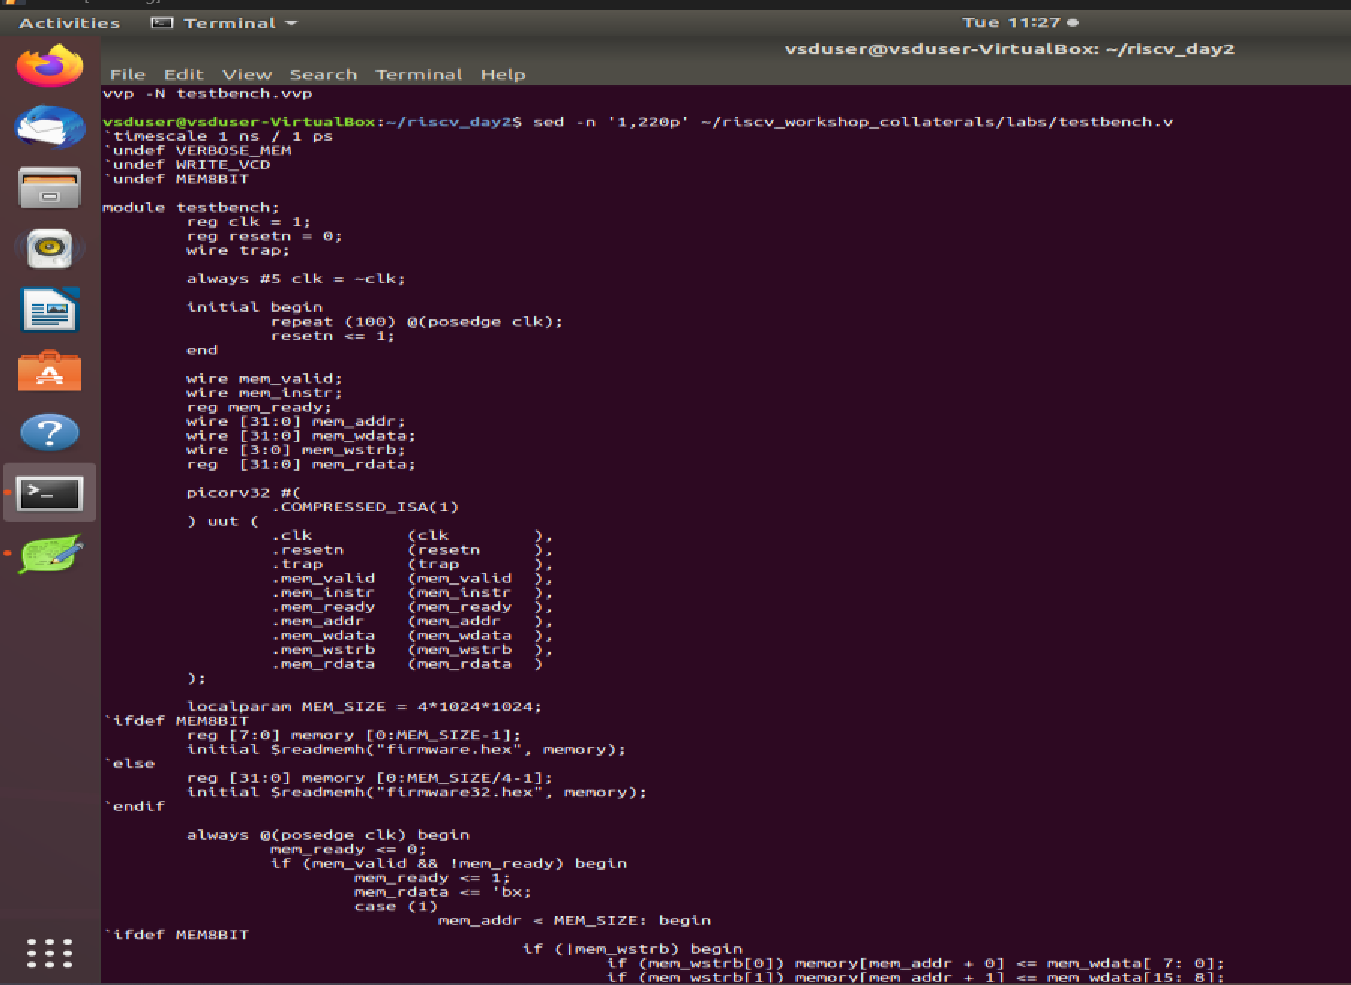 Activities Terminal Tue 11:27
vsduser@vsduser-VirtualBox: ~/riscv_day2
File Edit View Search Terminal Help
vvp -N testbench.vvp
vsduser@vsduser-VirtualBox:~/riscv_day2$ sed -n '1,220p' ~/riscv_workshop_collaterals/labs/testbench.v
`timescale 1 ns / 1 ps
`undef VERBOSE_MEM
`undef WRITE_VCD
`undef MEM8BIT
module testbench;
reg clk = 1;
reg resetn = 0;
wire trap;
always #5 clk = ~clk;
initial begin
repeat (100) @(posedge clk);
resetn <= 1;
end
wire mem_valid;
wire mem_instr;
reg mem_ready;
wire [31:0] mem_addr;
wire [31:0] mem_wdata;
wire [3:0] mem_wstrb;
reg  [31:0] mem_rdata;
picorv32 #(
.COMPRESSED_ISA(1)
) uut (
.clk         (clk        ),
.resetn      (resetn     ),
.trap        (trap       ),
.mem_valid   (mem_valid  ),
.mem_instr   (mem_instr  ),
.mem_ready   (mem_ready  ),
.mem_addr    (mem_addr   ),
.mem_wdata   (mem_wdata  ),
.mem_wstrb   (mem_wstrb  ),
.mem_rdata   (mem_rdata  )
);
localparam MEM_SIZE = 4*1024*1024;
`ifdef MEM8BIT
reg [7:0] memory [0:MEM_SIZE-1];
initial $readmemh("firmware.hex", memory);
`else
reg [31:0] memory [0:MEM_SIZE/4-1];
initial $readmemh("firmware32.hex", memory);
`endif
always @(posedge clk) begin
mem_ready <= 0;
if (mem_valid && !mem_ready) begin
mem_ready <= 1;
mem_rdata <= 'bx;
case (1)
mem_addr < MEM_SIZE: begin
`ifdef MEM8BIT
if (|mem_wstrb) begin
if (mem_wstrb[0]) memory[mem_addr + 0] <= mem_wdata[ 7: 0];
if (mem_wstrb[1]) memory[mem_addr + 1] <= mem_wdata[15: 8];